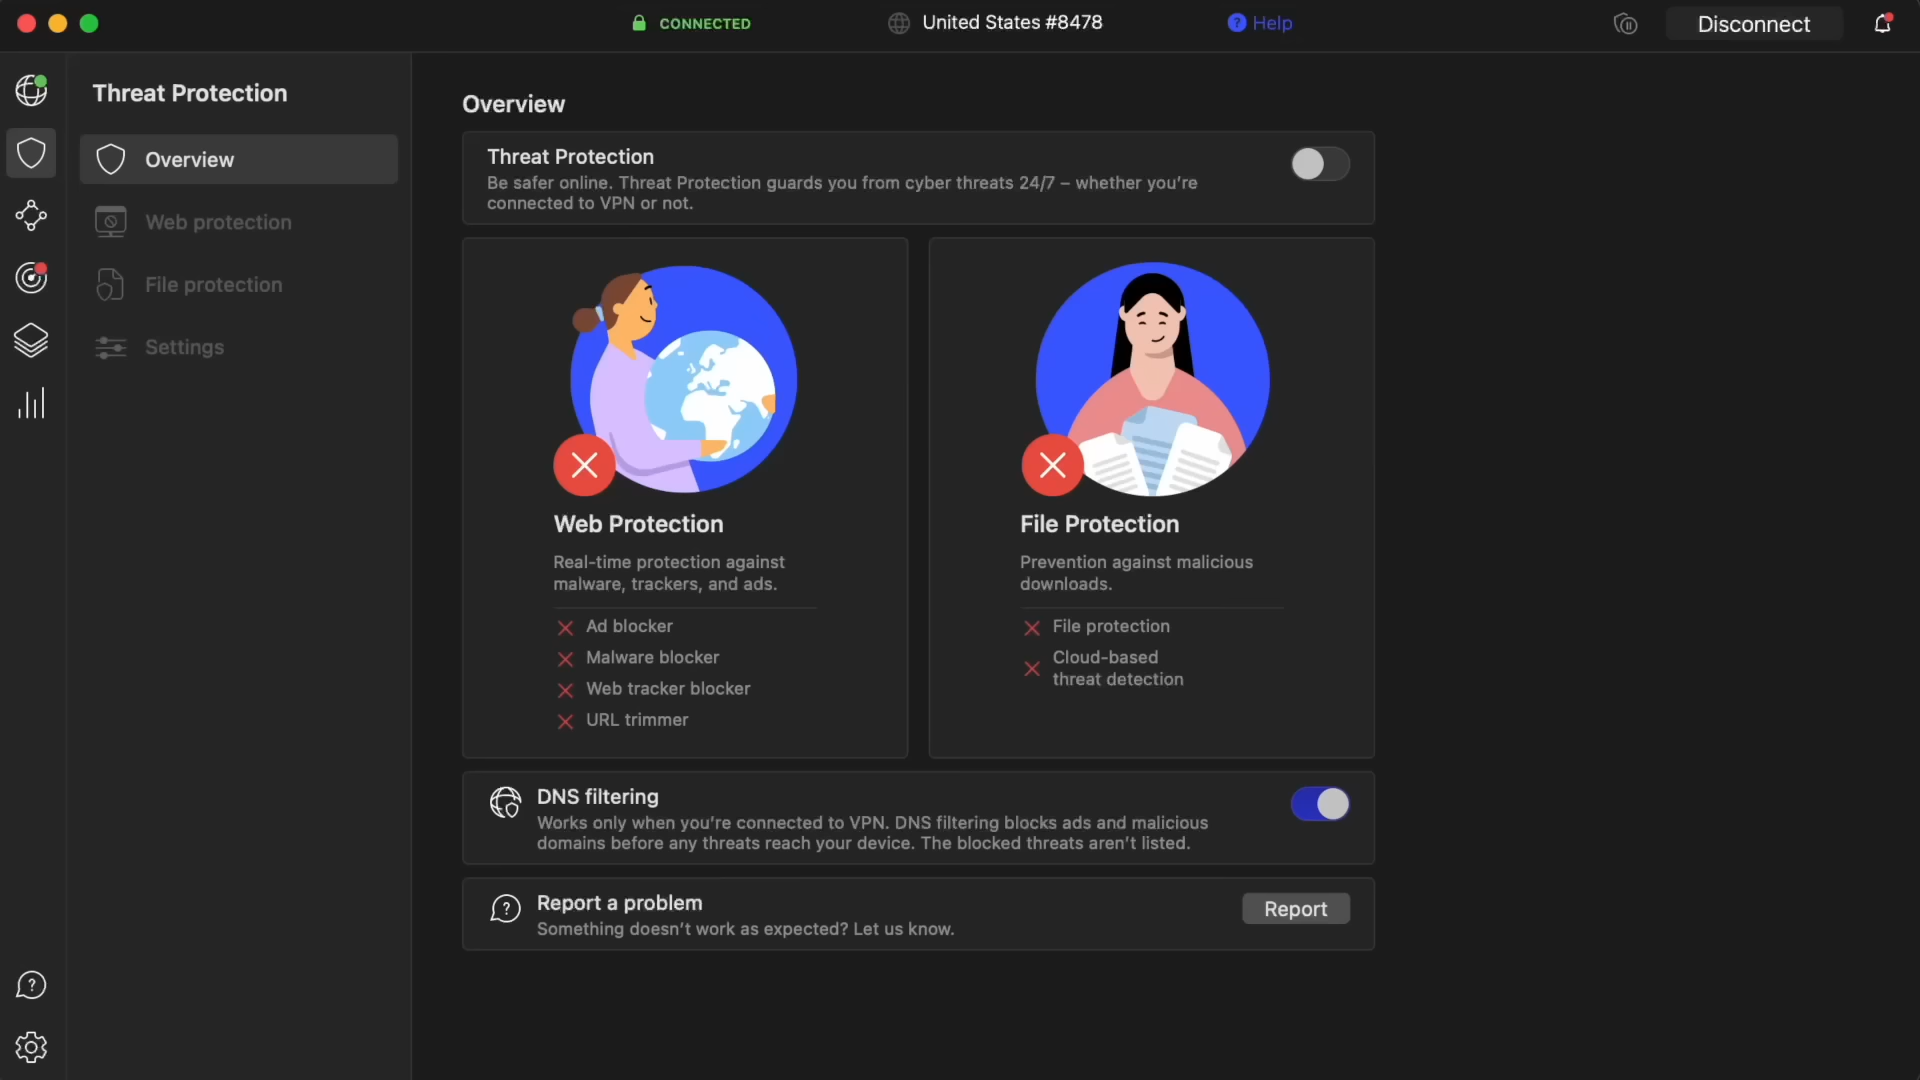 CONNECTED
United States #8478
Help
Disconnect
Threat Protection
Overview
Web protection
File protection
Settings
Overview
Threat Protection
Be safer online. Threat Protection guards you from cyber threats 24/7 – whether you're
connected to VPN or not.
Web Protection
Real-time protection against
malware, trackers, and ads.
Ad blocker
Malware blocker
Web tracker blocker
URL trimmer
File Protection
Prevention against malicious
downloads.
File protection
Cloud-based
threat detection
DNS filtering
Works only when you're connected to VPN. DNS filtering blocks ads and malicious
domains before any threats reach your device. The blocked threats aren't listed.
Report a problem
Something doesn't work as expected? Let us know.
Report